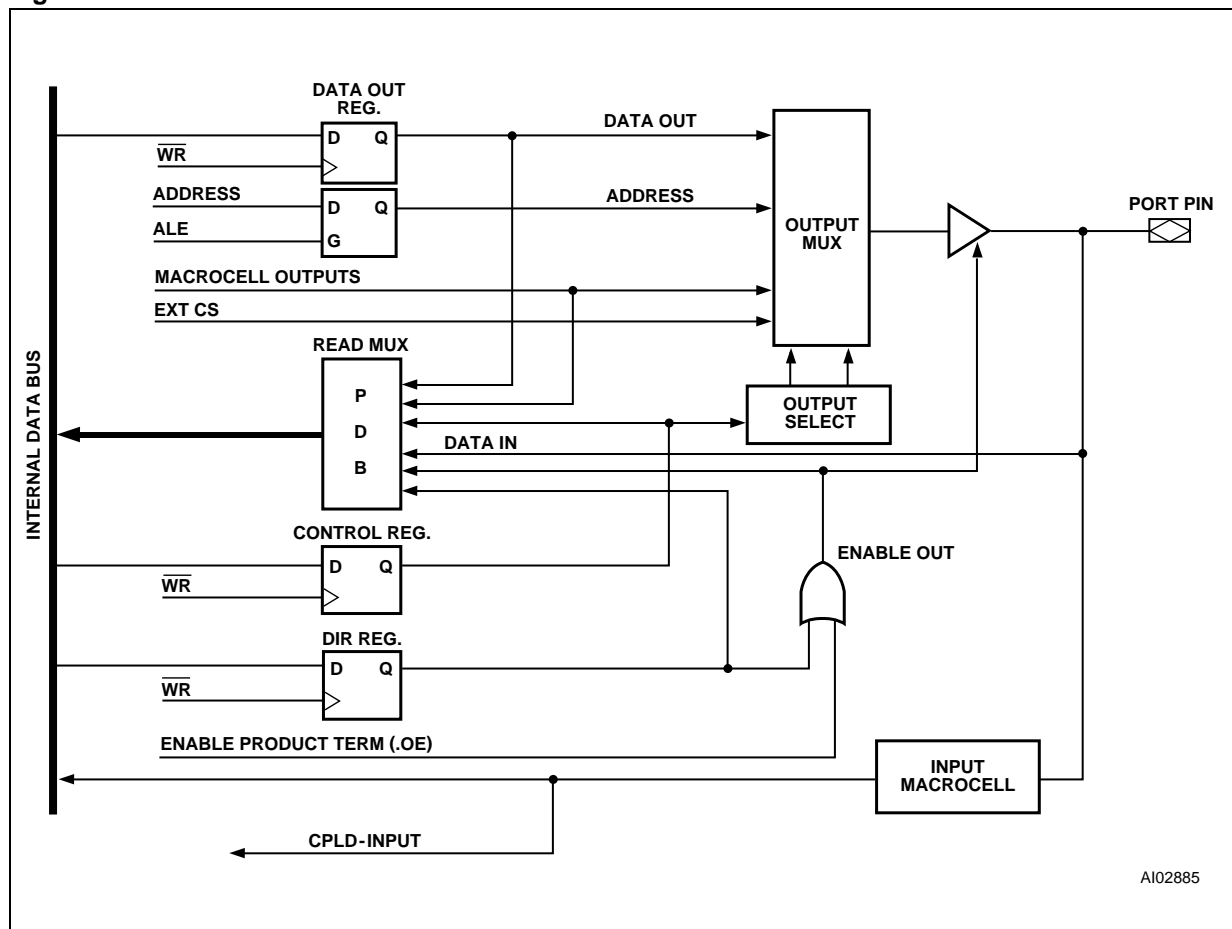 DATA OUT
REG.
D Q
DATA OUT
WR
ADDRESS
D Q
ADDRESS
ALE
G
OUTPUT
MUX
PORT PIN
MACROCELL OUTPUTS
EXT CS
READ MUX
P
D
B
OUTPUT
SELECT
DATA IN
INTERNAL DATA BUS
CONTROL REG.
D Q
WR
ENABLE OUT
DIR REG.
D Q
WR
ENABLE PRODUCT TERM (.OE)
INPUT
MACROCELL
CPLD-INPUT
AI02885